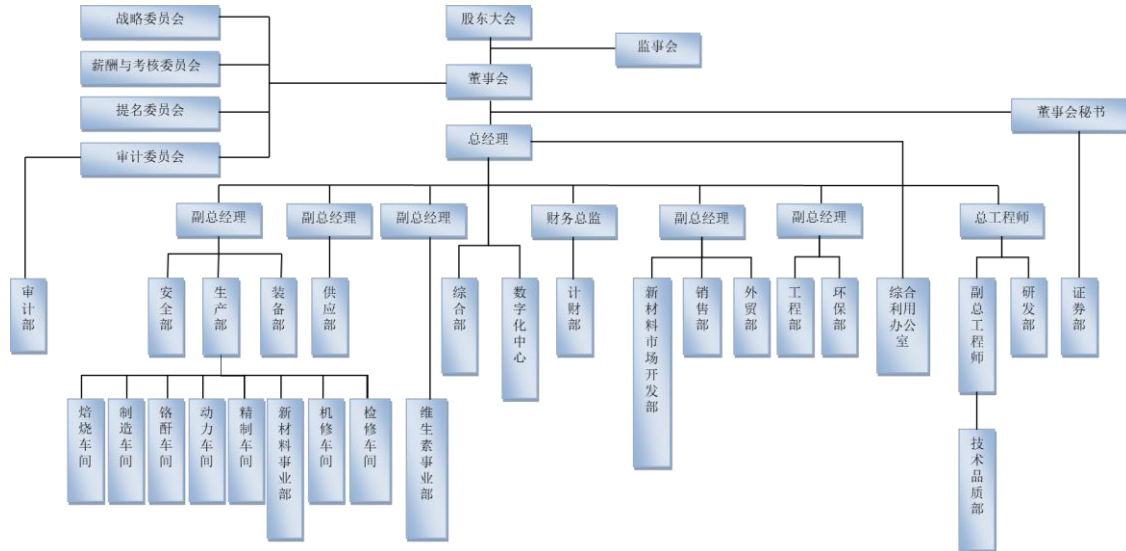 战略委员会
股东大会
监事会
薪酬与考核委员会
董事会
提名委员会
董事会秘书
总经理
审计委员会
副总经理
副总经理
副总经理
财务总监
副总经理
副总经理
总工程师
审计部
安全部
生产部
装备部
供应部
综合部
数字化中心
计财部
新材料市场开发部
销售部
外贸部
工程部
环保部
综合利用办公室
副总工程师
研发部
证券部
焙烧车间
制造车间
铬酐车间
动力车间
精制车间
新材料事业部
机修车间
检修车间
维生素事业部
技术品质部